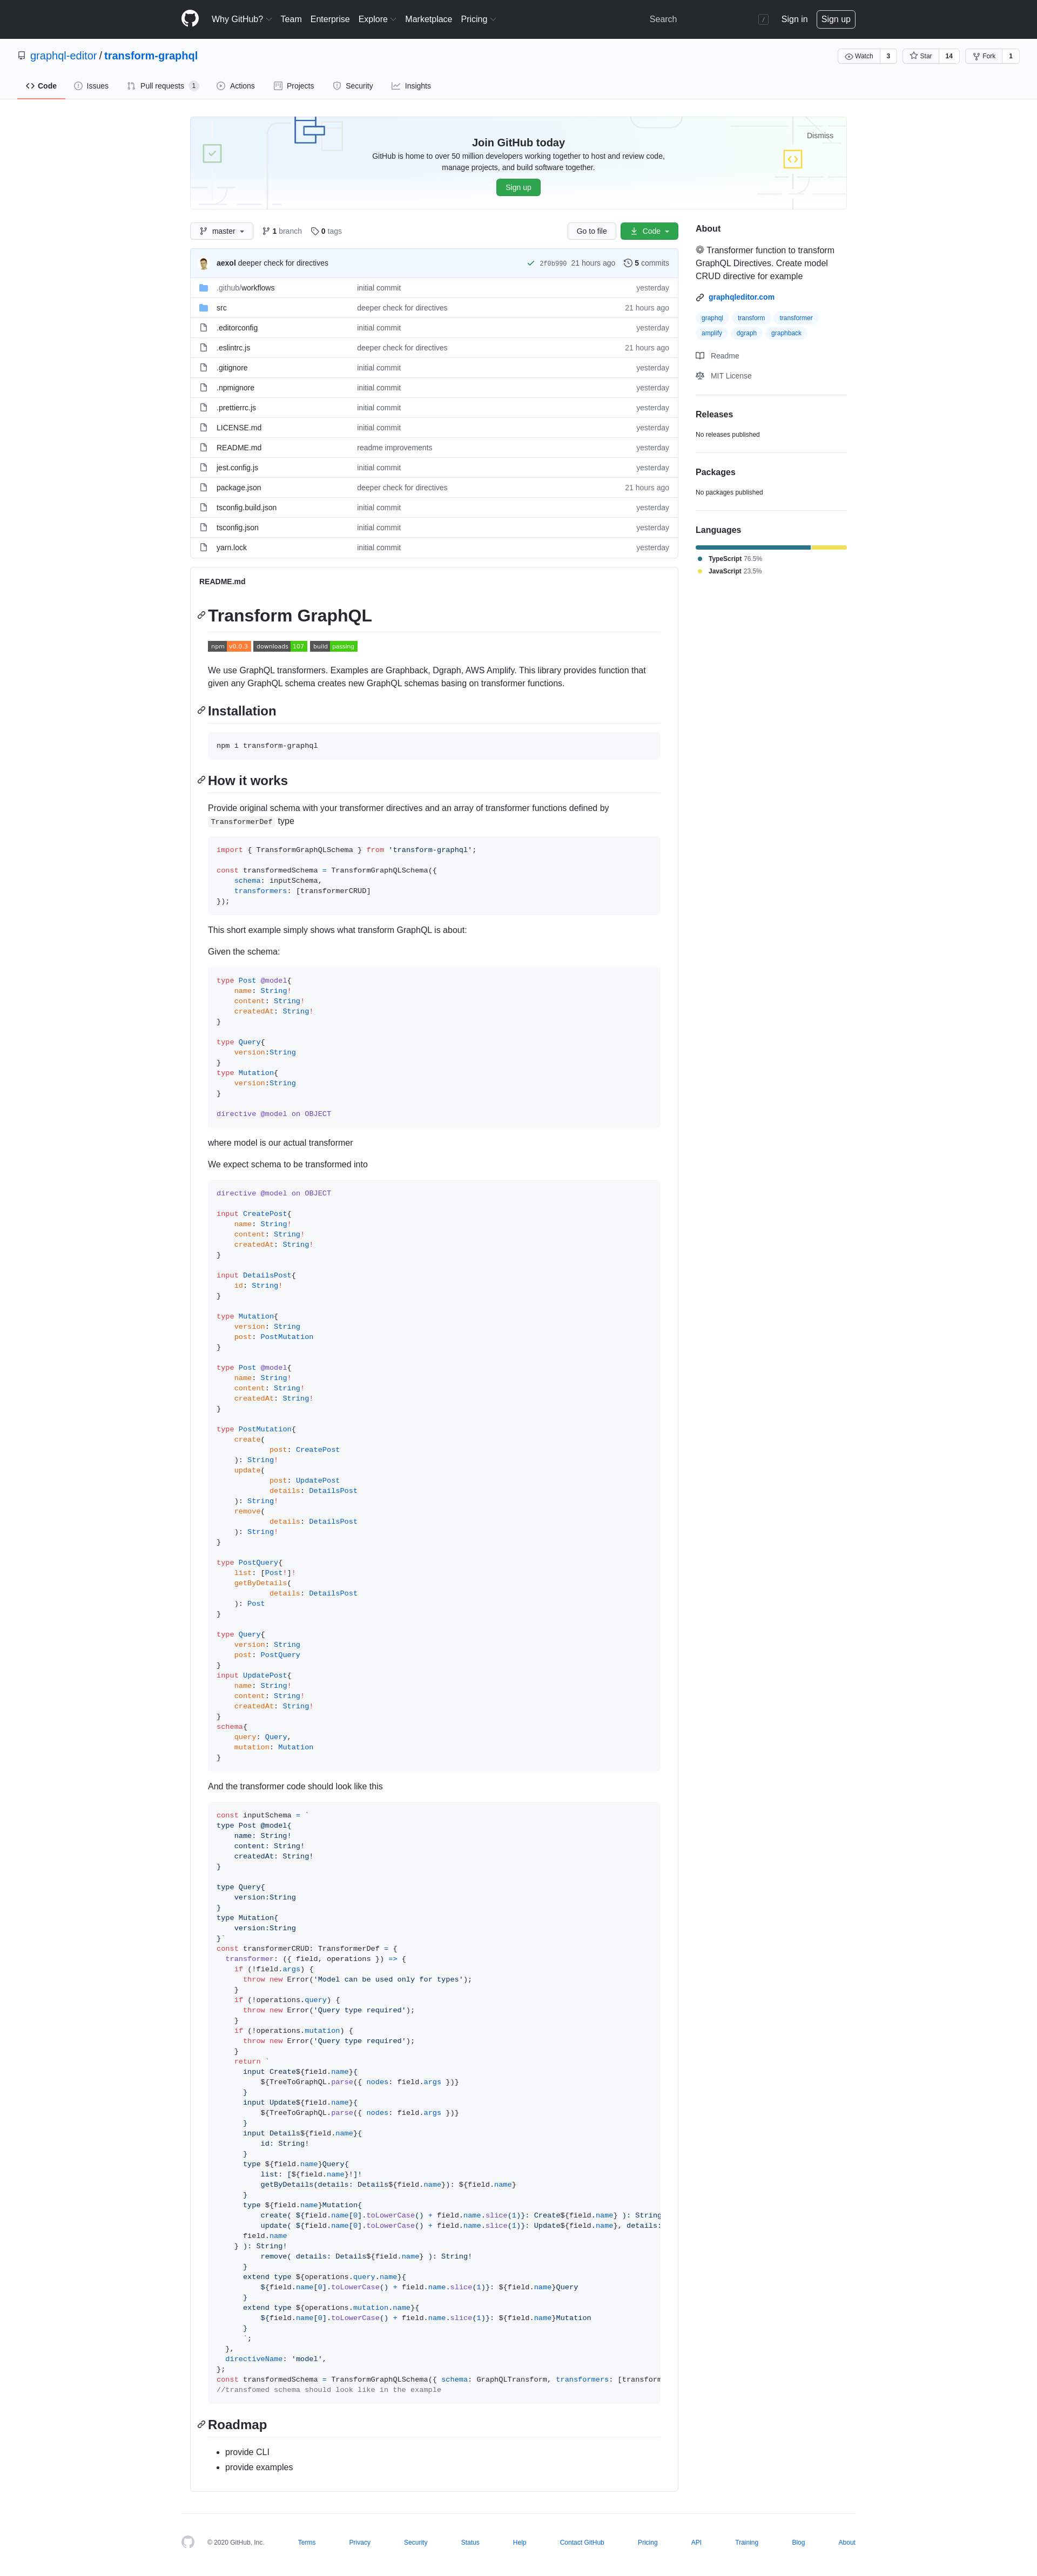 Why GitHub? Team Enterprise Explore Marketplace Pricing Search / Sign in Sign up
graphql-editor / transform-graphql
Watch 3 Star 14 Fork 1
Code Issues Pull requests 1 Actions Projects Security Insights
Dismiss
Join GitHub today
GitHub is home to over 50 million developers working together to host and review code,
manage projects, and build software together.
Sign up
master 1 branch 0 tags Go to file Code
aexol deeper check for directives 2f0b990 21 hours ago 5 commits
.github/workflows initial commit yesterday
src deeper check for directives 21 hours ago
.editorconfig initial commit yesterday
.eslintrc.js deeper check for directives 21 hours ago
.gitignore initial commit yesterday
.npmignore initial commit yesterday
.prettierrc.js initial commit yesterday
LICENSE.md initial commit yesterday
README.md readme improvements yesterday
jest.config.js initial commit yesterday
package.json deeper check for directives 21 hours ago
tsconfig.build.json initial commit yesterday
tsconfig.json initial commit yesterday
yarn.lock initial commit yesterday
About
Transformer function to transform
GraphQL Directives. Create model
CRUD directive for example
graphqleditor.com
graphql transform transformer
amplify dgraph graphback
Readme
MIT License
Releases
No releases published
Packages
No packages published
Languages
TypeScript 76.5%
JavaScript 23.5%
README.md
Transform GraphQL
npm v0.0.3 downloads 107 build passing
We use GraphQL transformers. Examples are Graphback, Dgraph, AWS Amplify. This library provides function that
given any GraphQL schema creates new GraphQL schemas basing on transformer functions.
Installation
npm i transform-graphql
How it works
Provide original schema with your transformer directives and an array of transformer functions defined by
TransformerDef type
import { TransformGraphQLSchema } from 'transform-graphql';
const transformedSchema = TransformGraphQLSchema({
schema: inputSchema,
transformers: [transformerCRUD]
});
This short example simply shows what transform GraphQL is about:
Given the schema:
type Post @model{
name: String!
content: String!
createdAt: String!
}
type Query{
version:String
}
type Mutation{
version:String
}
directive @model on OBJECT
where model is our actual transformer
We expect schema to be transformed into
directive @model on OBJECT
input CreatePost{
name: String!
content: String!
createdAt: String!
}
input DetailsPost{
id: String!
}
type Mutation{
version: String
post: PostMutation
}
type Post @model{
name: String!
content: String!
createdAt: String!
}
type PostMutation{
create(
post: CreatePost
): String!
update(
post: UpdatePost
details: DetailsPost
): String!
remove(
details: DetailsPost
): String!
}
type PostQuery{
list: [Post!]!
getByDetails(
details: DetailsPost
): Post
}
type Query{
version: String
post: PostQuery
}
input UpdatePost{
name: String!
content: String!
createdAt: String!
}
schema{
query: Query,
mutation: Mutation
}
And the transformer code should look like this
const inputSchema = `
type Post @model{
name: String!
content: String!
createdAt: String!
}
type Query{
version:String
}
type Mutation{
version:String
}`
const transformerCRUD: TransformerDef = {
transformer: ({ field, operations }) => {
if (!field.args) {
throw new Error('Model can be used only for types');
}
if (!operations.query) {
throw new Error('Query type required');
}
if (!operations.mutation) {
throw new Error('Query type required');
}
return `
input Create${field.name}{
${TreeToGraphQL.parse({ nodes: field.args })}
}
input Update${field.name}{
${TreeToGraphQL.parse({ nodes: field.args })}
}
input Details${field.name}{
id: String!
}
type ${field.name}Query{
list: [${field.name}!]!
getByDetails(details: Details${field.name}): ${field.name}
}
type ${field.name}Mutation{
create( ${field.name[0].toLowerCase() + field.name.slice(1)}: Create${field.name} ): String
update( ${field.name[0].toLowerCase() + field.name.slice(1)}: Update${field.name}, details:
field.name
} ): String!
remove( details: Details${field.name} ): String!
}
extend type ${operations.query.name}{
${field.name[0].toLowerCase() + field.name.slice(1)}: ${field.name}Query
}
extend type ${operations.mutation.name}{
${field.name[0].toLowerCase() + field.name.slice(1)}: ${field.name}Mutation
}
`;
},
directiveName: 'model',
};
const transformedSchema = TransformGraphQLSchema({ schema: GraphQLTransform, transformers: [transform
//transfomed schema should look like in the example
Roadmap
provide CLI
provide examples
© 2020 GitHub, Inc. Terms Privacy Security Status Help Contact GitHub Pricing API Training Blog About